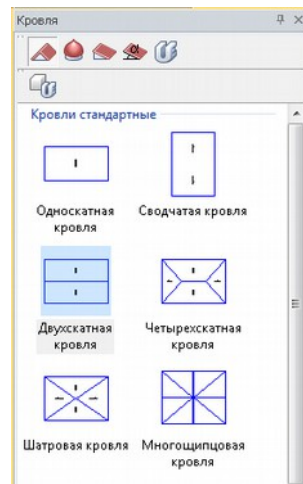 Кровля
Кровли стандартные
Односкатная
кровля
Сводчатая кровля
Двухскатная
кровля
Четырехскатная
кровля
Шатровая кровля
Многощипцовая
кровля